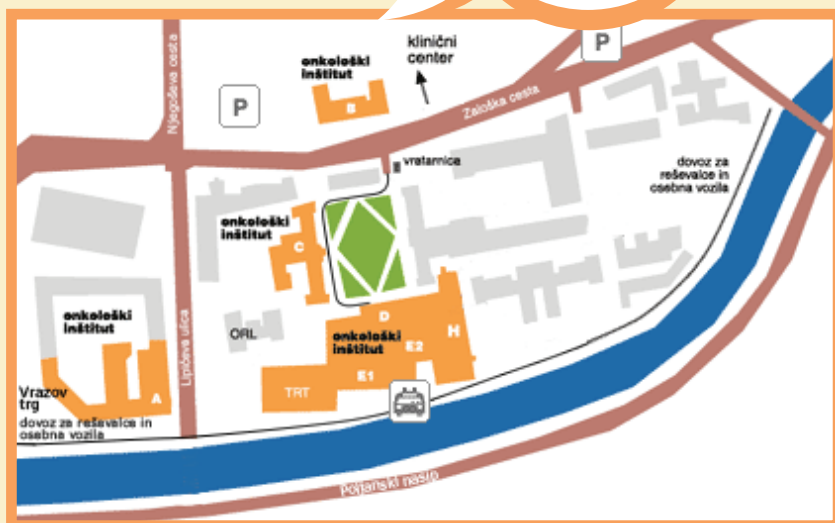 klinični
center
P
onkološki
inštitut
B
P
Njegoševa cesta
Zaloška cesta
vratarnica
dovoz za
reševalce in
osebna vozila
onkološki
inštitut
C
onkološki
inštitut
ORL
D
onkološki
inštitut
H
E2
E1
TRT
Lipičeva ulica
A
Vrazov
trg
dovoz za reševalce in
osebna vozila
Poljanski nasip